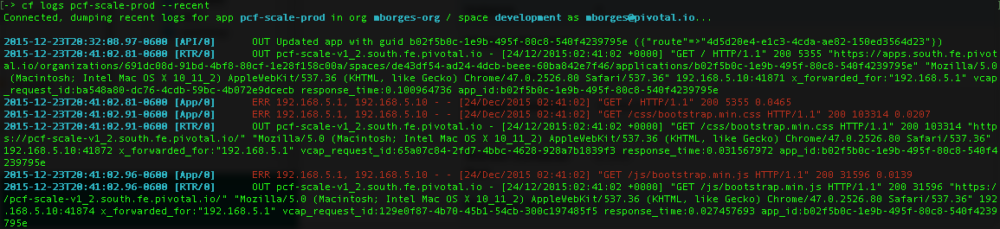 [-> cf logs pcf-scale-prod --recent
Connected, dumping recent logs for app pcf-scale-prod in org mborges-org / space development as mborges@pivotal.io...
2015-12-23T20:32:08.97-0600 [API/0]      OUT Updated app with guid b02f5b0c-1e9b-495f-80c8-540f4239795e ({"route"=>"4d5d20e4-e1c3-4cda-ae82-150ed3564d23"})
2015-12-23T20:41:02.81-0600 [RTR/0]      OUT pcf-scale-v1_2.south.fe.pivotal.io - [24/12/2015:02:41:02 +0000] "GET / HTTP/1.1" 200 5355 "https://apps.south.fe.pivot
al.io/organizations/691dc08d-91bd-4bf8-80cf-1e28f158c00a/spaces/de43df54-ad24-4dcb-beee-60ba842e7f46/applications/b02f5b0c-1e9b-495f-80c8-540f4239795e" "Mozilla/5.0
(Macintosh; Intel Mac OS X 10_11_2) AppleWebKit/537.36 (KHTML, like Gecko) Chrome/47.0.2526.80 Safari/537.36" 192.168.5.10:41871 x_forwarded_for:"192.168.5.1" vcap
_request_id:ba548a80-dc76-4cdb-59bc-4b072e9dcecb response_time:0.100964736 app_id:b02f5b0c-1e9b-495f-80c8-540f4239795e
2015-12-23T20:41:02.81-0600 [App/0]      ERR 192.168.5.1, 192.168.5.10 - - [24/Dec/2015 02:41:02] "GET / HTTP/1.1" 200 5355 0.0465
2015-12-23T20:41:02.91-0600 [App/0]      ERR 192.168.5.1, 192.168.5.10 - - [24/Dec/2015 02:41:02] "GET /css/bootstrap.min.css HTTP/1.1" 200 103314 0.0207
2015-12-23T20:41:02.91-0600 [RTR/0]      OUT pcf-scale-v1_2.south.fe.pivotal.io - [24/12/2015:02:41:02 +0000] "GET /css/bootstrap.min.css HTTP/1.1" 200 103314 "http
s://pcf-scale-v1_2.south.fe.pivotal.io/" "Mozilla/5.0 (Macintosh; Intel Mac OS X 10_11_2) AppleWebKit/537.36 (KHTML, like Gecko) Chrome/47.0.2526.80 Safari/537.36"
192.168.5.10:41872 x_forwarded_for:"192.168.5.1" vcap_request_id:65a07c84-2fd7-4bbc-4628-928a7b1839f3 response_time:0.031567972 app_id:b02f5b0c-1e9b-495f-80c8-540f4
239795e
2015-12-23T20:41:02.96-0600 [App/0]      ERR 192.168.5.1, 192.168.5.10 - - [24/Dec/2015 02:41:02] "GET /js/bootstrap.min.js HTTP/1.1" 200 31596 0.0139
2015-12-23T20:41:02.96-0600 [RTR/0]      OUT pcf-scale-v1_2.south.fe.pivotal.io - [24/12/2015:02:41:02 +0000] "GET /js/bootstrap.min.js HTTP/1.1" 200 31596 "https:/
/pcf-scale-v1_2.south.fe.pivotal.io/" "Mozilla/5.0 (Macintosh; Intel Mac OS X 10_11_2) AppleWebKit/537.36 (KHTML, like Gecko) Chrome/47.0.2526.80 Safari/537.36" 192
.168.5.10:41874 x_forwarded_for:"192.168.5.1" vcap_request_id:129e0f87-4b70-45b1-54cb-300c197485f5 response_time:0.027457693 app_id:b02f5b0c-1e9b-495f-80c8-540f4239
795e